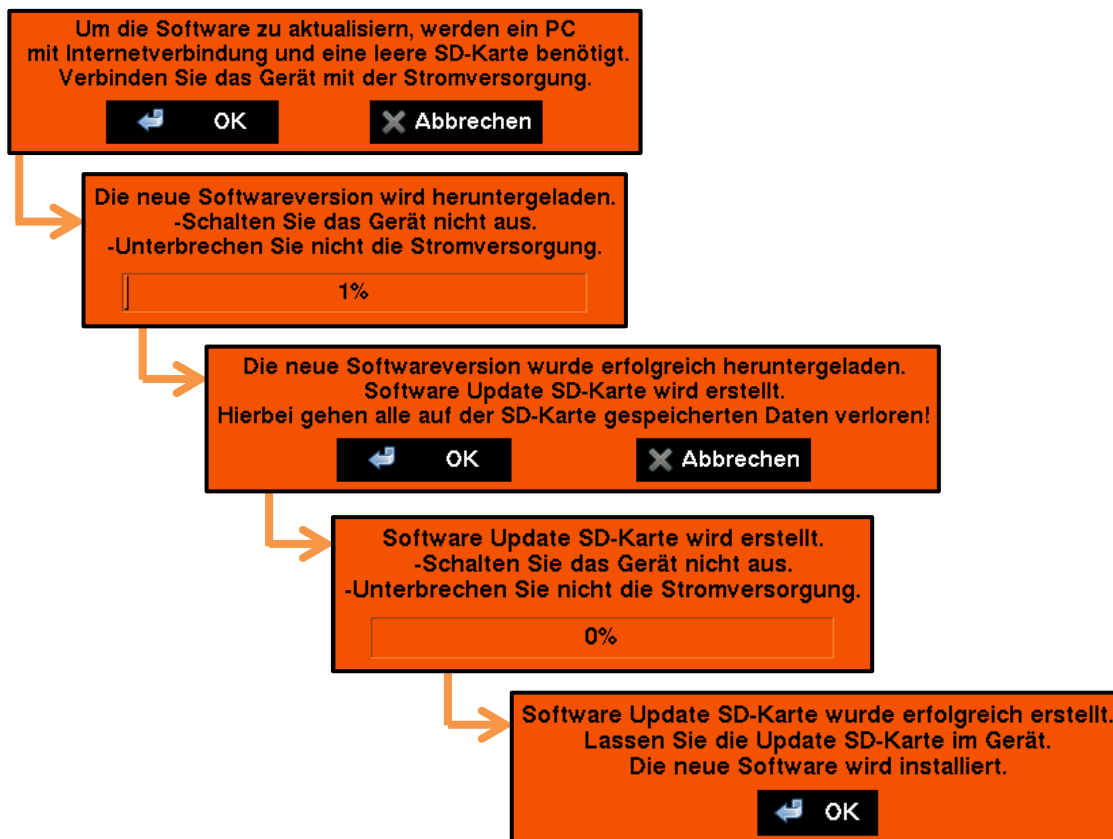 Um die Software zu aktualisiern, werden ein PC
mit Internetverbindung und eine leere SD-Karte benötigt.
Verbinden Sie das Gerät mit der Stromversorgung.
OK
Abbrechen
Die neue Softwareversion wird heruntergeladen.
-Schalten Sie das Gerät nicht aus.
-Unterbrechen Sie nicht die Stromversorgung.
1%
Die neue Softwareversion wurde erfolgreich heruntergeladen.
Software Update SD-Karte wird erstellt.
Hierbei gehen alle auf der SD-Karte gespeicherten Daten verloren!
OK
Abbrechen
Software Update SD-Karte wird erstellt.
-Schalten Sie das Gerät nicht aus.
-Unterbrechen Sie nicht die Stromversorgung.
0%
Software Update SD-Karte wurde erfolgreich erstellt.
Lassen Sie die Update SD-Karte im Gerät.
Die neue Software wird installiert.
OK